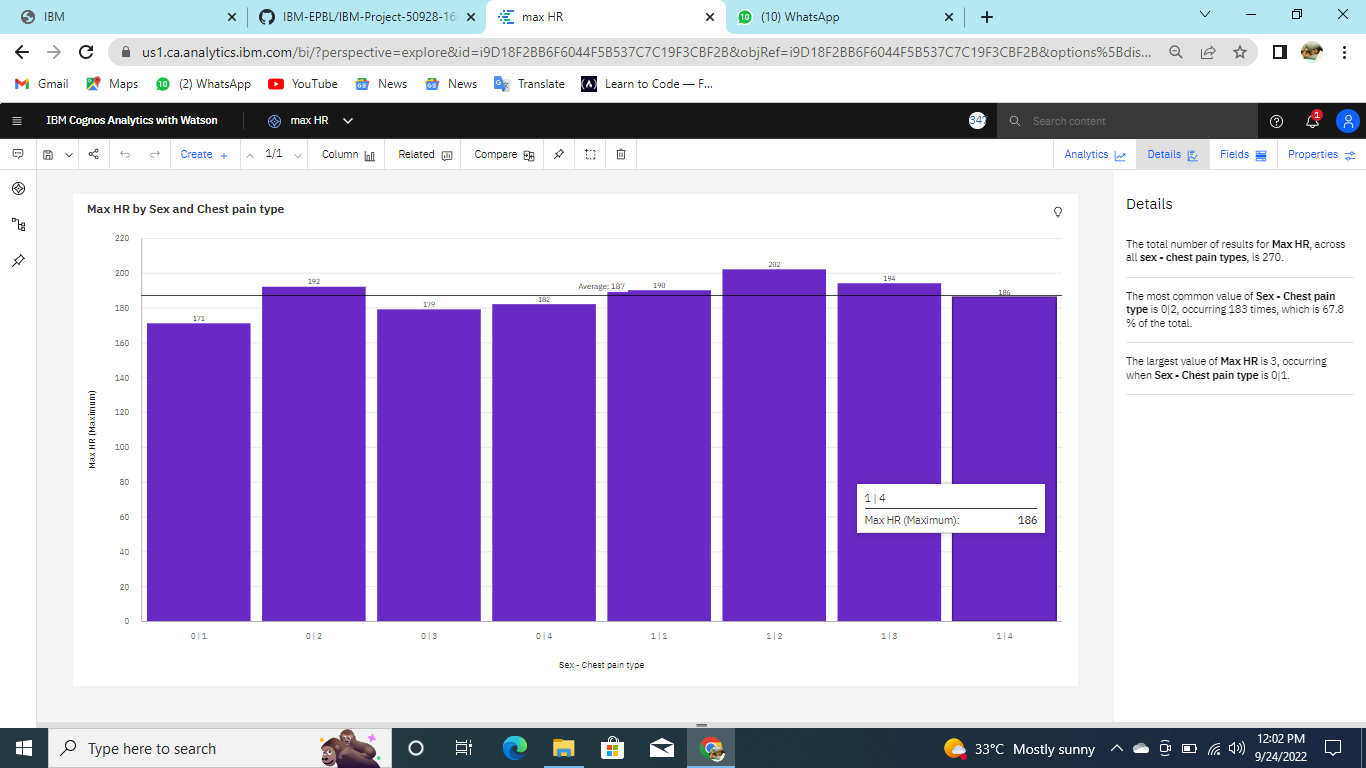 IBM
IBM-EPBL/IBM-Project-50928-16
max HR
(10) WhatsApp
us1.ca.analytics.ibm.com/bi/?perspective=explore&id=i9D18F2BB6F6044F5B537C7C19F3CBF2B&objRef=i9D18F2BB6F6044F5B537C7C19F3CBF2B&options%5Bdis...
Gmail
Maps
(2) WhatsApp
YouTube
News
News
Translate
Learn to Code — F...
IBM Cognos Analytics with Watson
max HR
347
Search content
1
Create +
1/1
Column
Related
Compare
Analytics
Details
Fields
Properties
Max HR by Sex and Chest pain type
Max HR (Maximum)
220
200
180
160
140
120
100
80
60
40
20
0
171
192
179
182
Average: 187
190
202
194
186
1 | 4
Max HR (Maximum): 186
0 | 1
0 | 2
0 | 3
0 | 4
1 | 1
1 | 2
1 | 3
1 | 4
Sex - Chest pain type
Details
The total number of results for Max HR, across
all sex - chest pain types, is 270.
The most common value of Sex - Chest pain
type is 0|2, occurring 183 times, which is 67.8
% of the total.
The largest value of Max HR is 3, occurring
when Sex - Chest pain type is 0|1.
Type here to search
33°C Mostly sunny
12:02 PM
9/24/2022